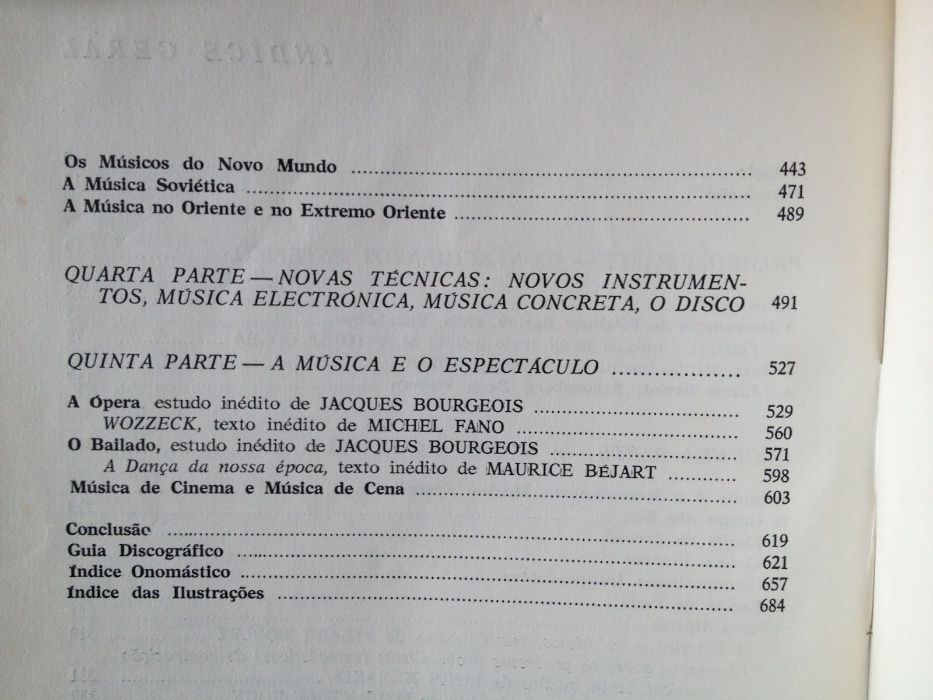 Os Músicos do Novo Mundo ........ 443
A Música Soviética ........ 471
A Música no Oriente e no Extremo Oriente ........ 489
QUARTA PARTE — NOVAS TÉCNICAS: NOVOS INSTRUMEN-
TOS, MÚSICA ELECTRÓNICA, MÚSICA CONCRETA, O DISCO 491
QUINTA PARTE — A MÚSICA E O ESPECTÁCULO ........ 527
A Ópera estudo inédito de JACQUES BOURGEOIS ........ 529
WOZZECK, texto inédito de MICHEL FANO ........ 560
O Bailado, estudo inédito de JACQUES BOURGEOIS ........ 571
A Dança da nossa época, texto inédito de MAURICE BÉJART ........ 598
Música de Cinema e Música de Cena ........ 603
Conclusão ........ 619
Guia Discográfico ........ 621
Índice Onomástico ........ 657
Índice das Ilustrações ........ 684